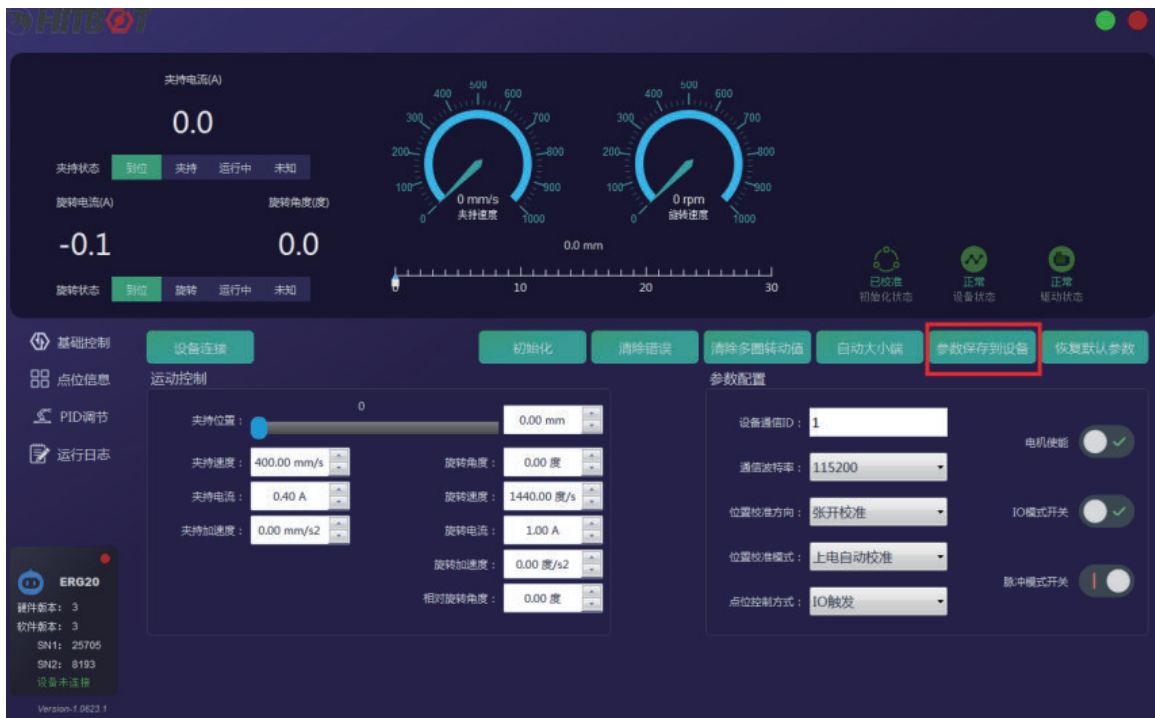 HITBOT
夹持电流(A)
0.0
夹持状态 到位 夹持 运行中 未知
旋转电流(A) 旋转角度(度)
-0.1 0.0
旋转状态 到位 旋转 运行中 未知
0 100 200 300 400 500 600 700 800 900 1000
0 mm/s
夹持速度
0 100 200 300 400 500 600 700 800 900 1000
0 rpm
旋转速度
0.0 mm
0 10 20 30
已校准 正常 正常
初始化状态 设备状态 驱动状态
基础控制
点位信息
PID调节
运行日志
设备连接 初始化 清除错误 清除多圈转动值 自动大小端 参数保存到设备 恢复默认参数
运动控制
0
夹持位置： 0.00 mm
夹持速度： 400.00 mm/s 旋转角度： 0.00 度
夹持电流： 0.40 A 旋转速度： 1440.00 度/s
夹持加速度： 0.00 mm/s2 旋转电流： 1.00 A
旋转加速度： 0.00 度/s2
相对旋转角度： 0.00 度
参数配置
设备通信ID： 1
电机使能
通信波特率： 115200
位置校准方向： 张开校准
IO模式开关
位置校准模式： 上电自动校准
脉冲模式开关
点位控制方式： IO触发
ERG20
硬件版本： 3
软件版本： 3
SN1: 25705
SN2: 8193
设备未连接
Version-1.0623.1